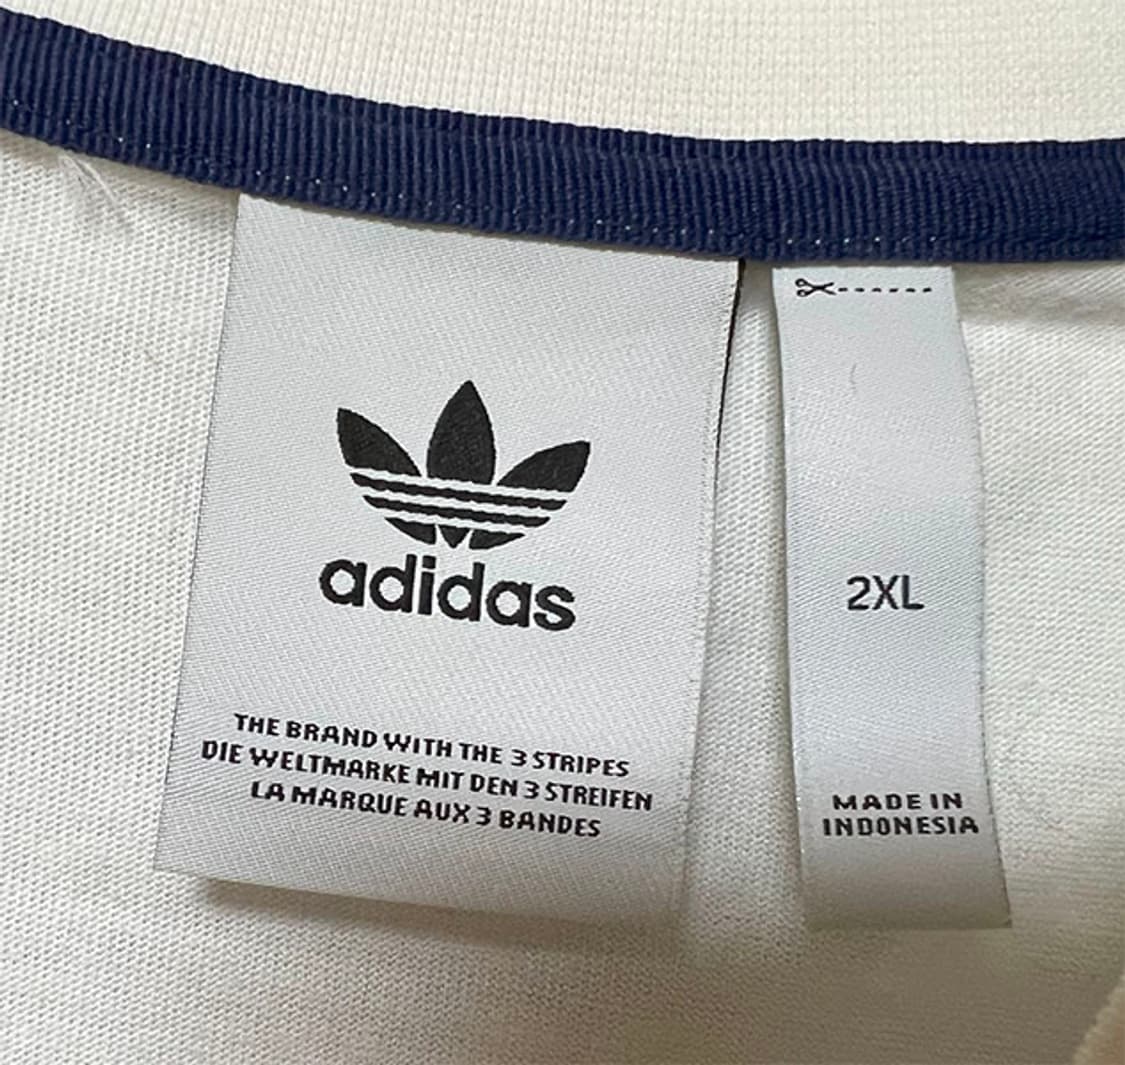 adidas
THE BRAND WITH THE 3 STRIPES
DIE WELTMARKE MIT DEN 3 STREIFEN
LA MARQUE AUX 3 BANDES
2XL
MADE IN
INDONESIA